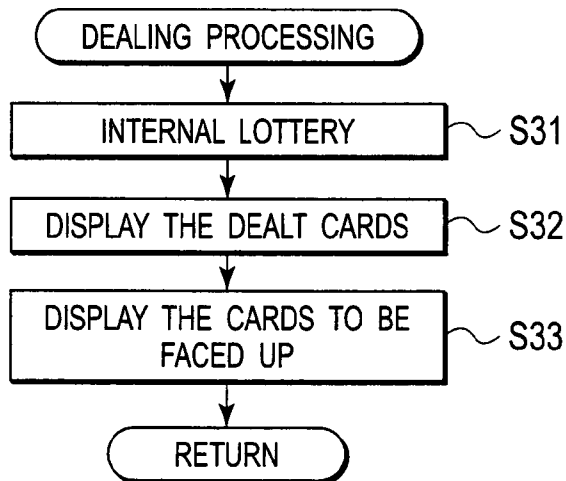 DEALING PROCESSING
INTERNAL LOTTERY
S31
DISPLAY THE DEALT CARDS
S32
DISPLAY THE CARDS TO BE
FACED UP
S33
RETURN